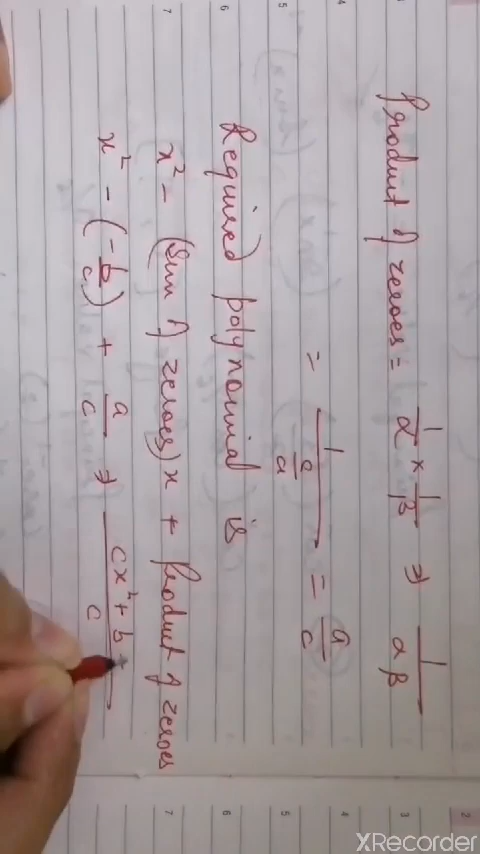 Product of zeroes = 1/α × 1/β ⇒ 1/αβ
= 1/(c/a) = a/c
Required polynomial is
x² - (Sum of zeroes)x + Product of zeroes
x² - (-b/c) + a/c ⇒ cx² + b +/c
XRecorder